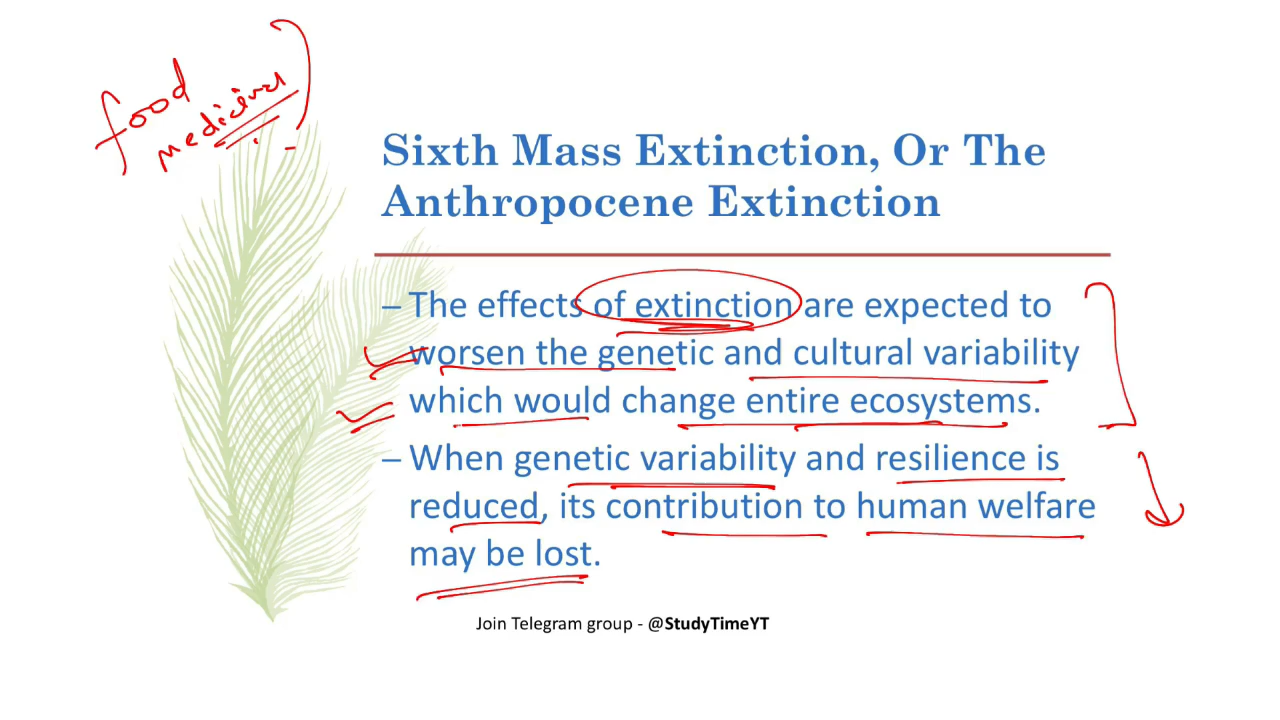 food
medicines
Sixth Mass Extinction, Or The
Anthropocene Extinction
– The effects of extinction are expected to
worsen the genetic and cultural variability
which would change entire ecosystems.
– When genetic variability and resilience is
reduced, its contribution to human welfare
may be lost.
Join Telegram group - @StudyTimeYT